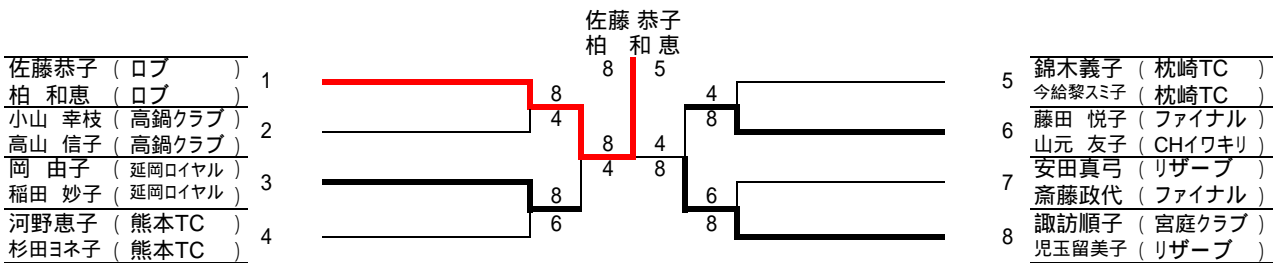 佐藤 恭子
柏 和恵
8 5
佐藤恭子 ( ロブ )
柏 和恵 ( ロブ )
1
小山 幸枝 ( 高鍋クラブ )
高山 信子 ( 高鍋クラブ )
2
岡 由子 ( 延岡ロイヤル )
稲田 妙子 ( 延岡ロイヤル )
3
河野恵子 ( 熊本TC )
杉田ヨネ子 ( 熊本TC )
4
8
4
8
6
8
4
4
8
4
8
6
8
5
錦木義子 ( 枕崎TC )
今給黎スミ子 ( 枕崎TC )
6
藤田 悦子 ( ファイナル )
山元 友子 ( CHイワキリ )
7
安田真弓 ( リザーブ )
斎藤政代 ( ファイナル )
8
諏訪順子 ( 宮庭クラブ )
児玉留美子 ( リザーブ )